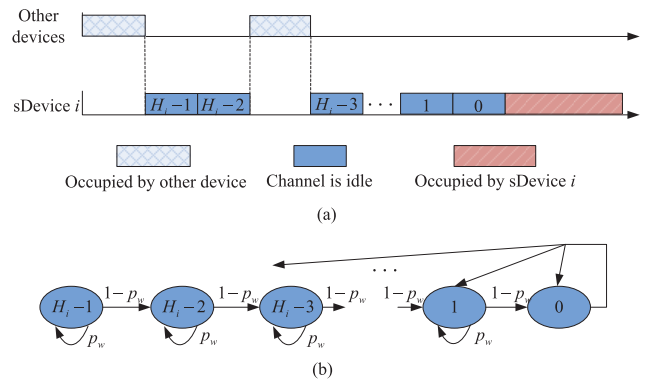 Other
devices
sDevice i
H_i−1 H_i−2 H_i−3 ··· 1 0
Occupied by other device
Channel is idle
Occupied by sDevice i
(a)
···
1−p_w 1−p_w 1−p_w 1−p_w 1−p_w
H_i−1 H_i−2 H_i−3 1 0
p_w p_w p_w p_w
(b)